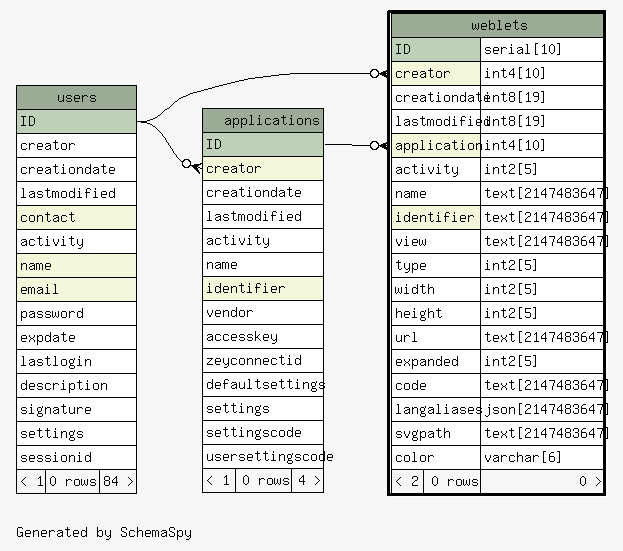 users
ID
creator
creationdate
lastmodified
contact
activity
name
email
password
expdate
lastlogin
description
signature
settings
sessionid
< 1 0 rows 84 >
applications
ID
creator
creationdate
lastmodified
activity
name
identifier
vendor
accesskey
zeyconnectid
defaultsettings
settings
settingscode
usersettingscode
< 1 0 rows 4 >
weblets
ID serial[10]
creator int4[10]
creationdate int8[19]
lastmodified int8[19]
application int4[10]
activity int2[5]
name text[2147483647]
identifier text[2147483647]
view text[2147483647]
type int2[5]
width int2[5]
height int2[5]
url text[2147483647]
expanded int2[5]
code text[2147483647]
langaliases json[2147483647]
svgpath text[2147483647]
color varchar[6]
< 2 0 rows 0 >
Generated by SchemaSpy